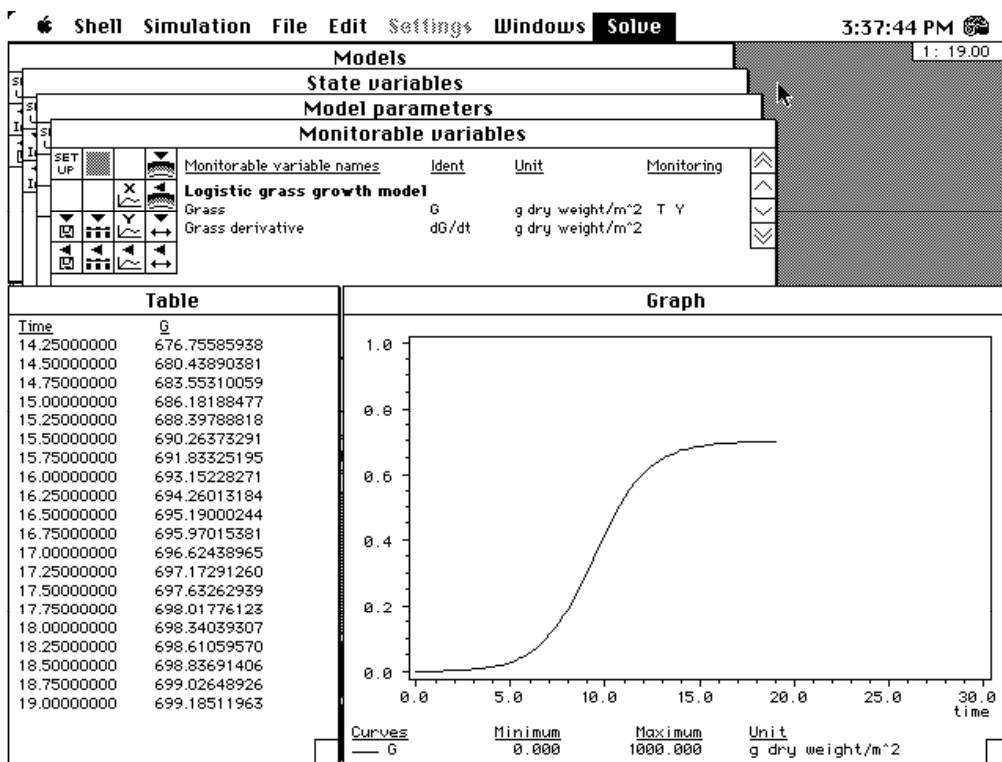 Shell Simulation File Edit Settings Windows Solve 3:37:44 PM
1: 19.00
Models
State variables
Model parameters
Monitorable variables
SET UP
Monitorable variable names Ident Unit Monitoring
X
Logistic grass growth model
Grass G g dry weight/m^2 T Y
Y
Grass derivative dG/dt g dry weight/m^2
Table
Time G
14.25000000 676.75585938
14.50000000 680.43890381
14.75000000 683.55310059
15.00000000 686.18188477
15.25000000 688.39788818
15.50000000 690.26373291
15.75000000 691.83325195
16.00000000 693.15228271
16.25000000 694.26013184
16.50000000 695.19000244
16.75000000 695.97015381
17.00000000 696.62438965
17.25000000 697.17291260
17.50000000 697.63262939
17.75000000 698.01776123
18.00000000 698.34039307
18.25000000 698.61059570
18.50000000 698.83691406
18.75000000 699.02648926
19.00000000 699.18511963
Graph
1.0
0.8
0.6
0.4
0.2
0.0
0.0 5.0 10.0 15.0 20.0 25.0 30.0
time
Curves Minimum Maximum Unit
G 0.000 1000.000 g dry weight/m^2